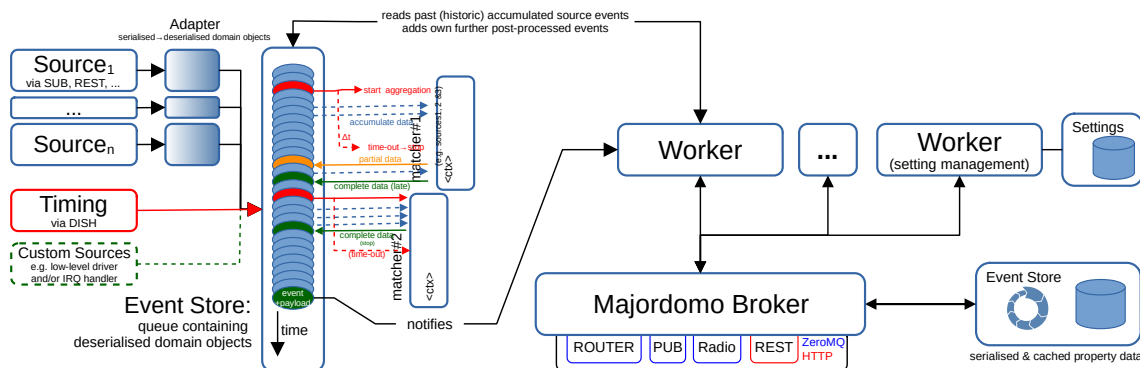 reads past (historic) accumulated source events
adds own further post-processed events
Adapter
serialised→deserialised domain objects
Source1
via SUB, REST, ...
...
Sourcen
Timing
via DISH
Custom Sources
e.g. low-level driver
and/or IRQ handler
Event Store:
queue containing
deserialised domain objects
time
event
+payload
start aggregation
accumulate data
Δt
time-out→stop
partial data
complete data (late)
matcher#1
(e.g. sources1, 2 &3)
<ctx>
complete data
(stop)
(time-out)
matcher#2
<ctx>
notifies
Worker
...
Worker
(setting management)
Settings
Majordomo Broker
ROUTER
PUB
Radio
REST
ZeroMQ
HTTP
Event Store
serialised & cached property data